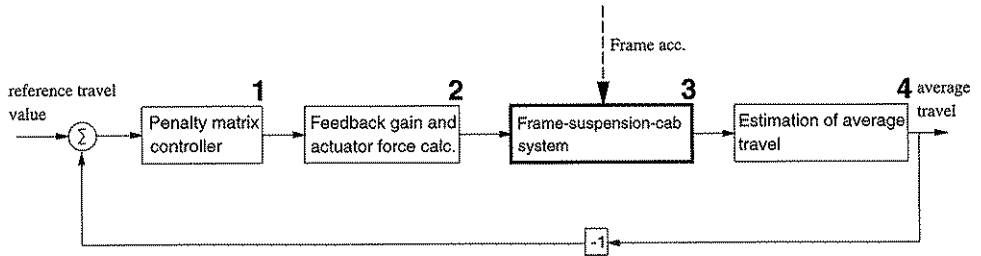 Frame acc.
reference travel
value
Σ
1
Penalty matrix
controller
2
Feedback gain and
actuator force calc.
3
Frame-suspension-cab
system
4
Estimation of average
travel
average
travel
-1